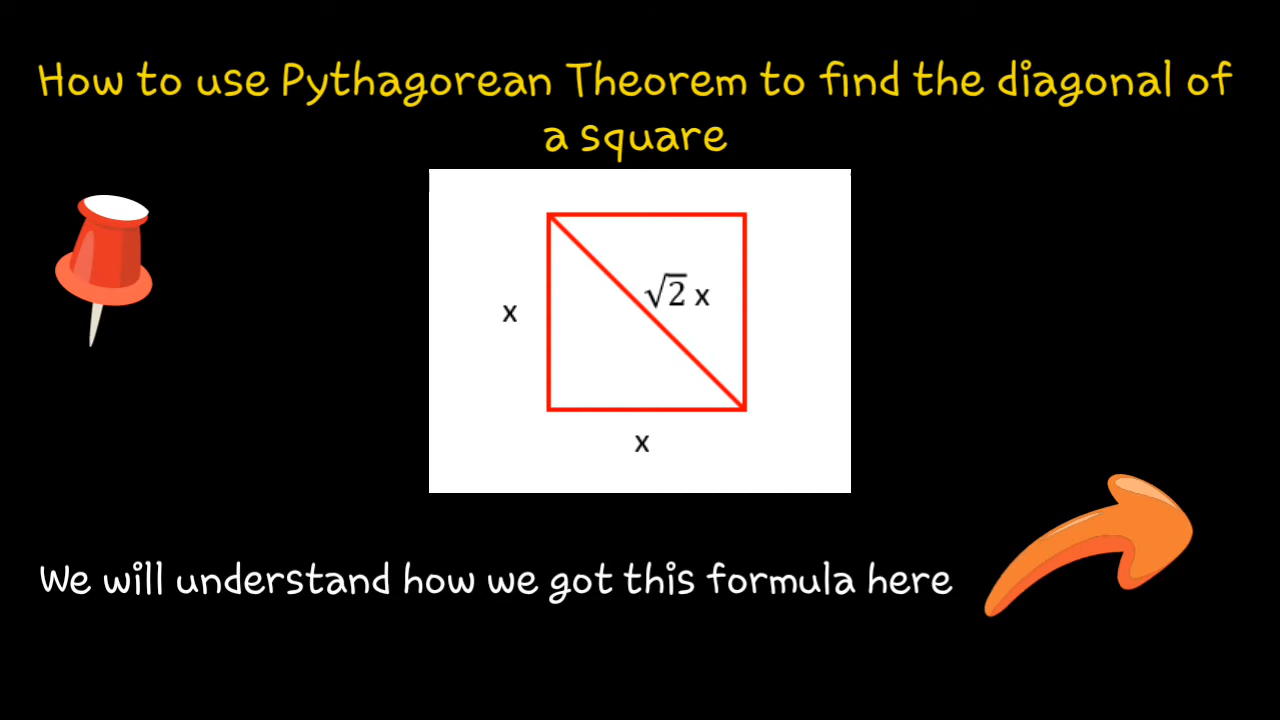 How to use Pythagorean Theorem to find the diagonal of
a square
√2 x
x
x
We will understand how we got this formula here